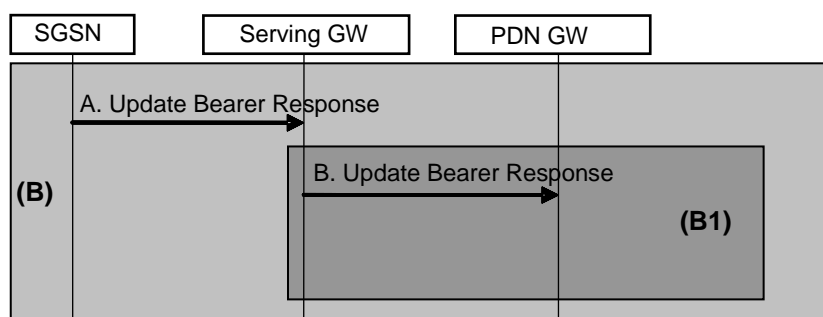 SGSN
Serving GW
PDN GW
A. Update Bearer Response
B. Update Bearer Response
(B)
(B1)